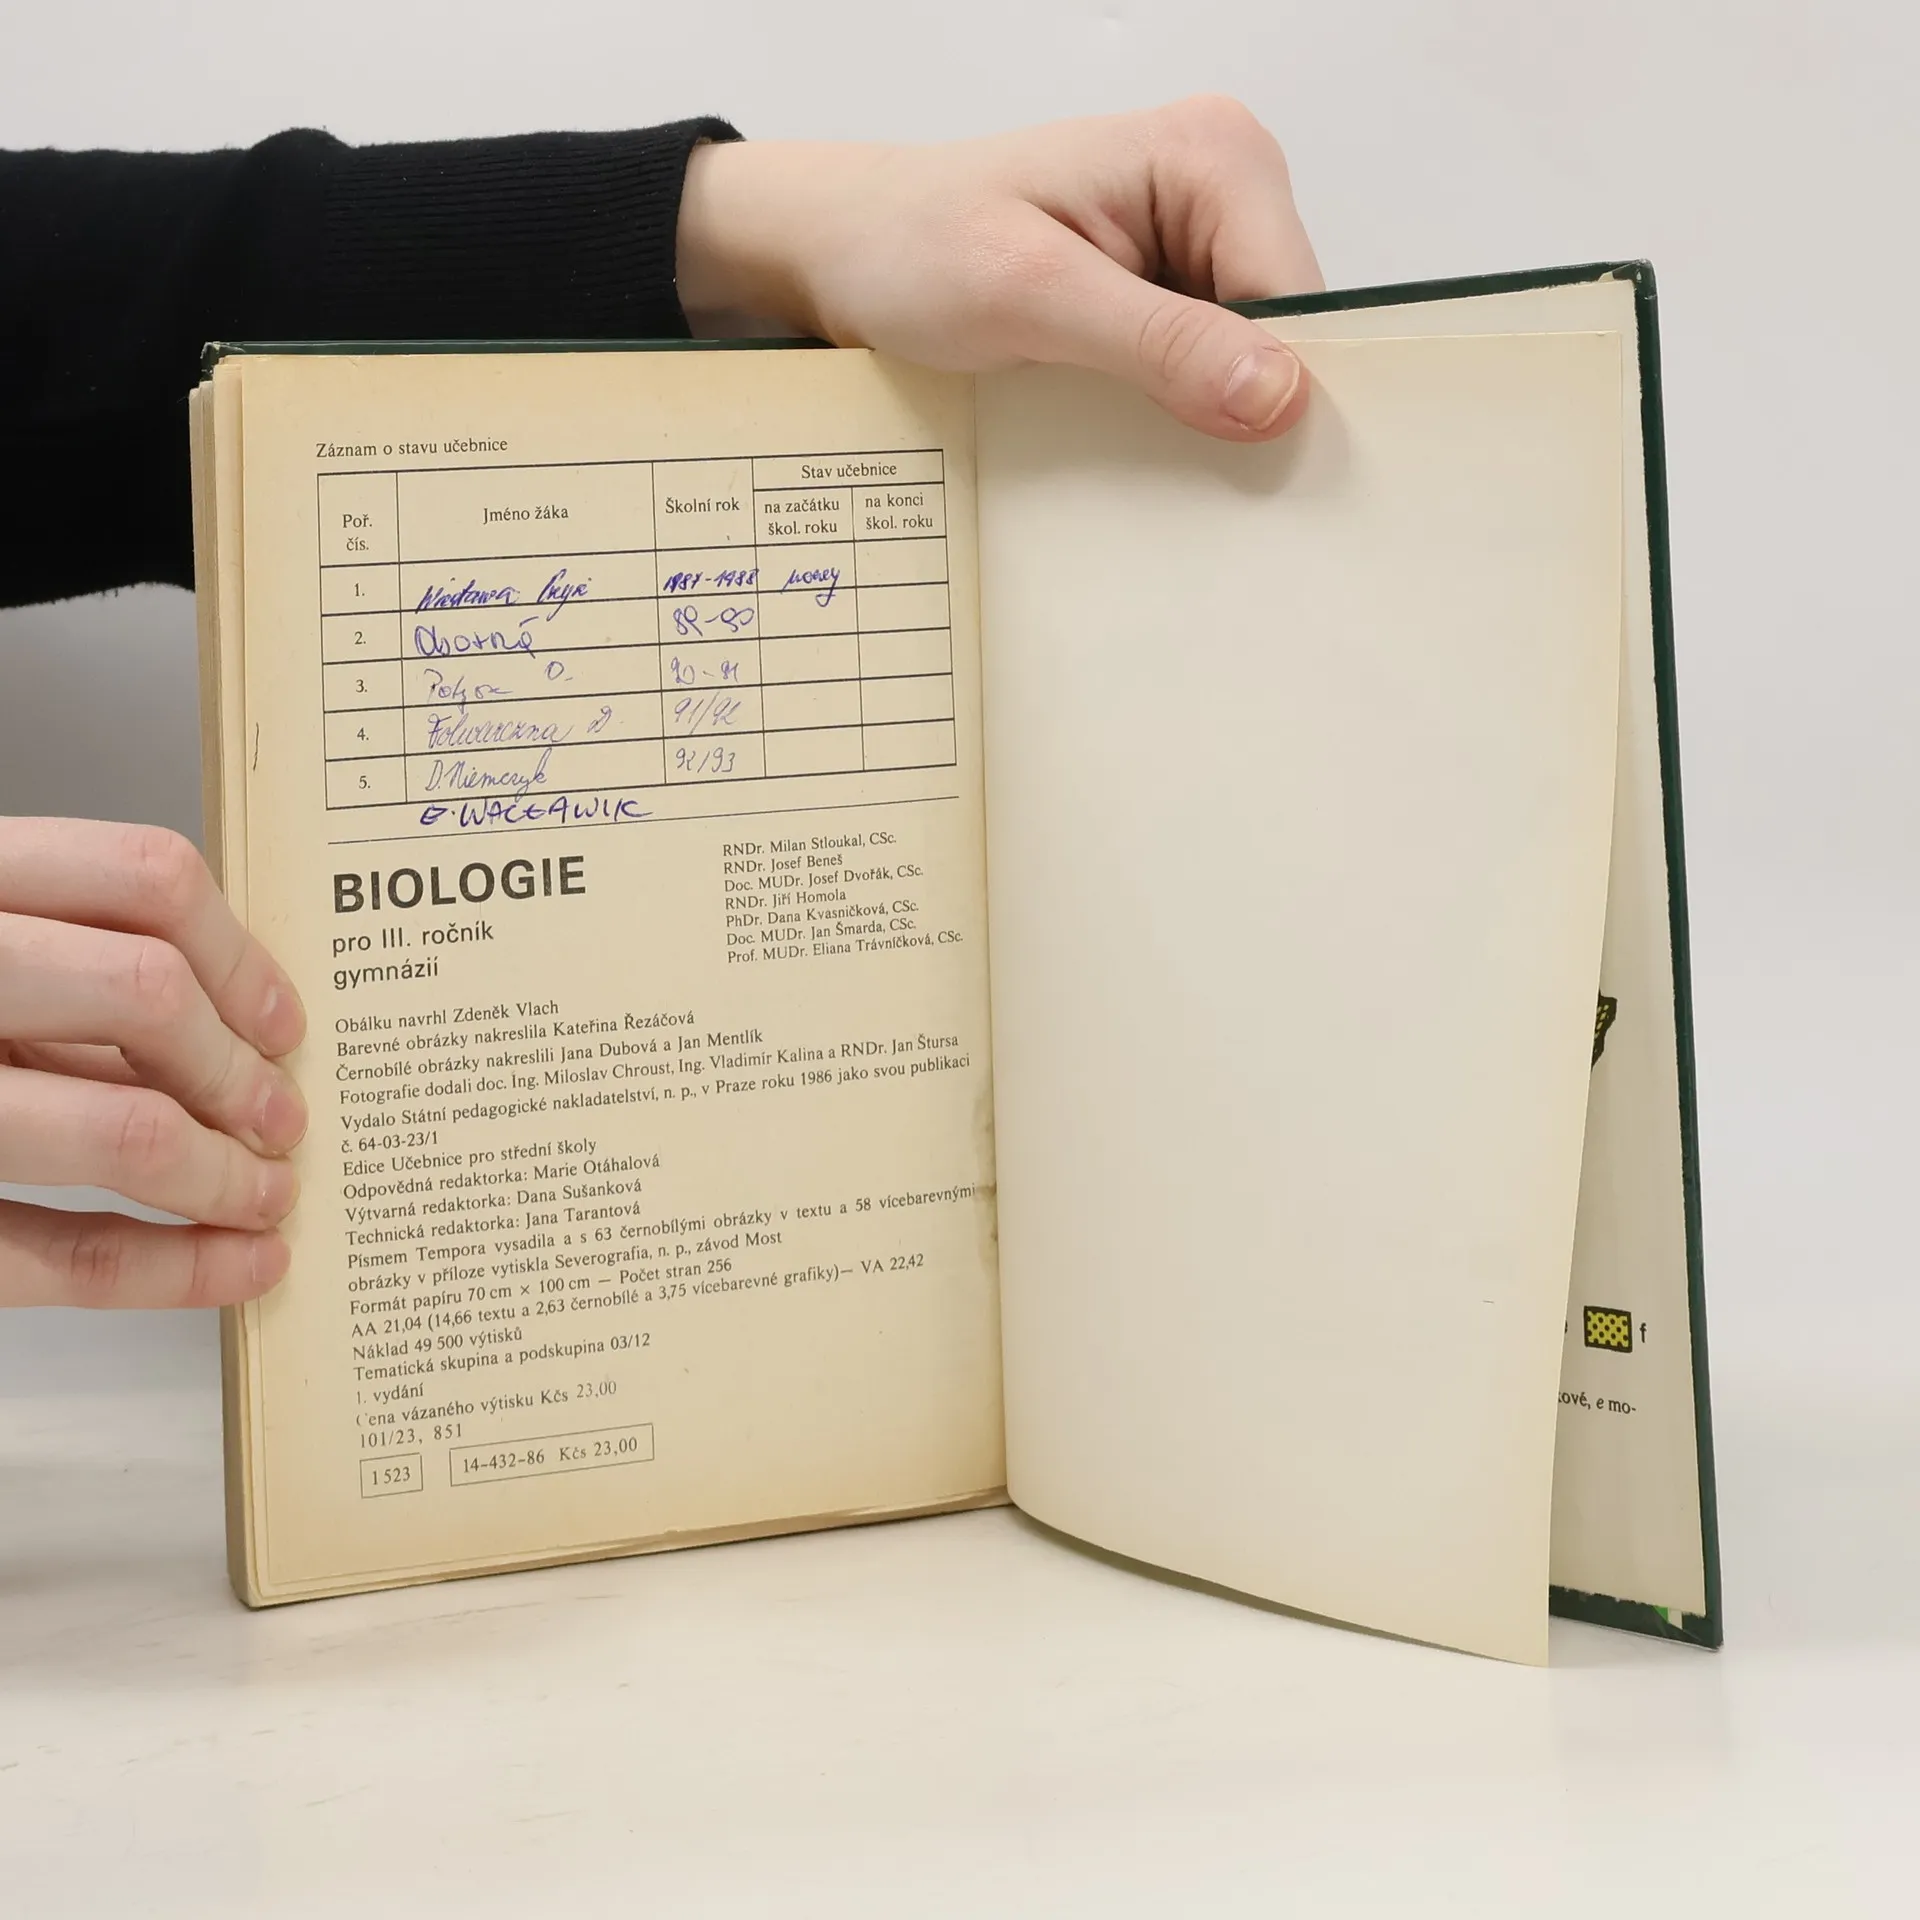 Záznam o stavu učebnice
Poř. čís. Jméno žáka Školní rok Stav učebnice
na začátku škol. roku na konci škol. roku
1. Wiesława 1987-1988 nowy
2. Oborná 89-90
3. D. 90-91
4. Folwarczna D. 91/92
5. D. Niemczyk 92/93
E. WACŁAWIK
BIOLOGIE
pro III. ročník
gymnázií
RNDr. Milan Stloukal, CSc.
RNDr. Josef Beneš
Doc. MUDr. Josef Dvořák, CSc.
RNDr. Jiří Homola
PhDr. Dana Kvasničková, CSc.
Doc. MUDr. Jan Šmarda, CSc.
Prof. MUDr. Eliana Trávníčková, CSc.
Obálku navrhl Zdeněk Vlach
Barevné obrázky nakreslila Kateřina Řezáčová
Černobílé obrázky nakreslili Jana Dubová a Jan Mentlík
Fotografie dodali doc. Ing. Miloslav Chroust, Ing. Vladimír Kalina a RNDr. Jan Štursa
Vydalo Státní pedagogické nakladatelství, n. p., v Praze roku 1986 jako svou publikaci
č. 64-03-23/1
Edice Učebnice pro střední školy
Odpovědná redaktorka: Marie Otáhalová
Výtvarná redaktorka: Dana Sušanková
Technická redaktorka: Jana Tarantová
Písmem Tempora vysadila a s 63 černobílými obrázky v textu a 58 vícebarevnými
obrázky v příloze vytiskla Severografia, n. p., závod Most
Formát papíru 70 cm × 100 cm — Počet stran 256
AA 21,04 (14,66 textu a 2,63 černobílé a 3,75 vícebarevné grafiky)— VA 22,42
Náklad 49 500 výtisků
Tematická skupina a podskupina 03/12
1. vydání
Cena vázaného výtisku Kčs 23,00
101/23, 851
1 523 14-432-86 Kčs 23,00
f
kové, e mo-